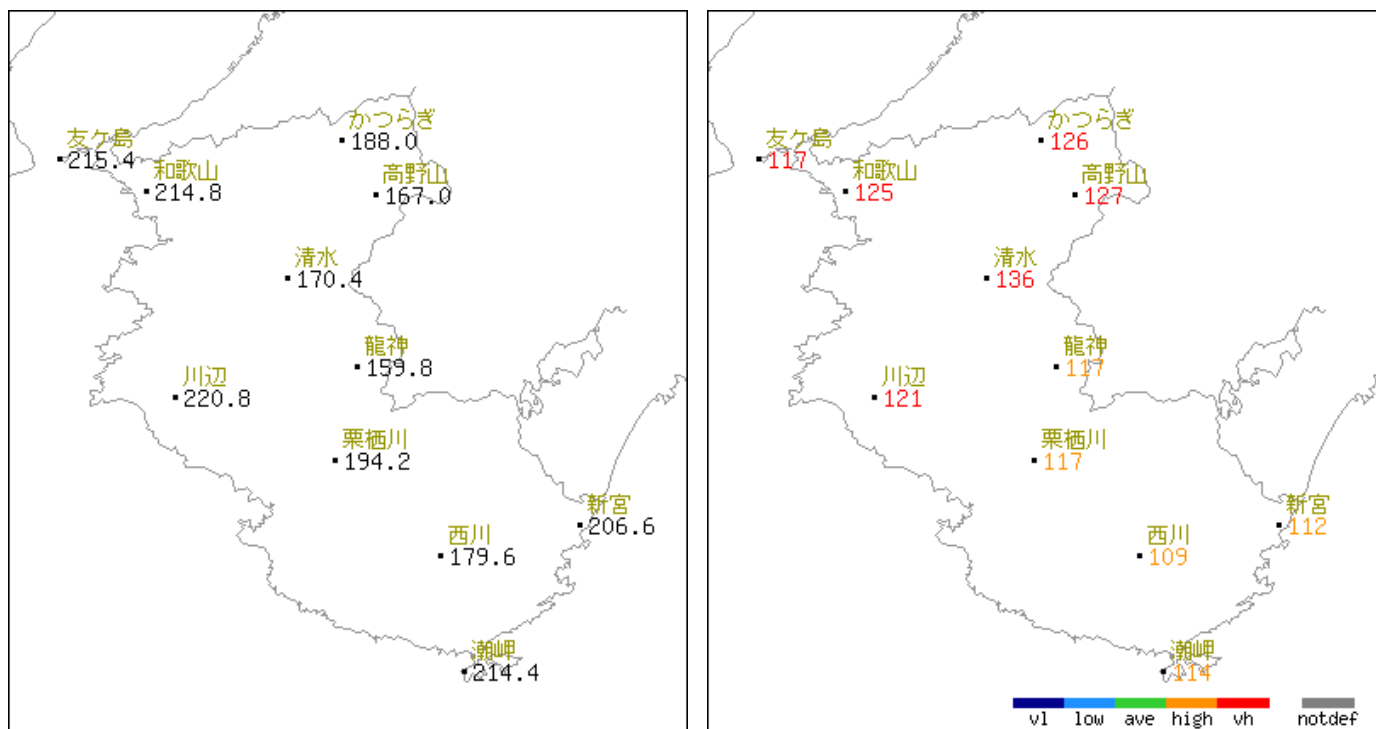 かつらぎ
188.0
友ケ島
215.4
和歌山
214.8
高野山
167.0
清水
170.4
龍神
159.8
川辺
220.8
栗栖川
194.2
新宮
206.6
西川
179.6
潮岬
214.4
かつらぎ
126
友ケ島
117
和歌山
125
高野山
127
清水
136
龍神
117
川辺
121
栗栖川
117
新宮
112
西川
109
潮岬
114
vl low ave high vh notdef